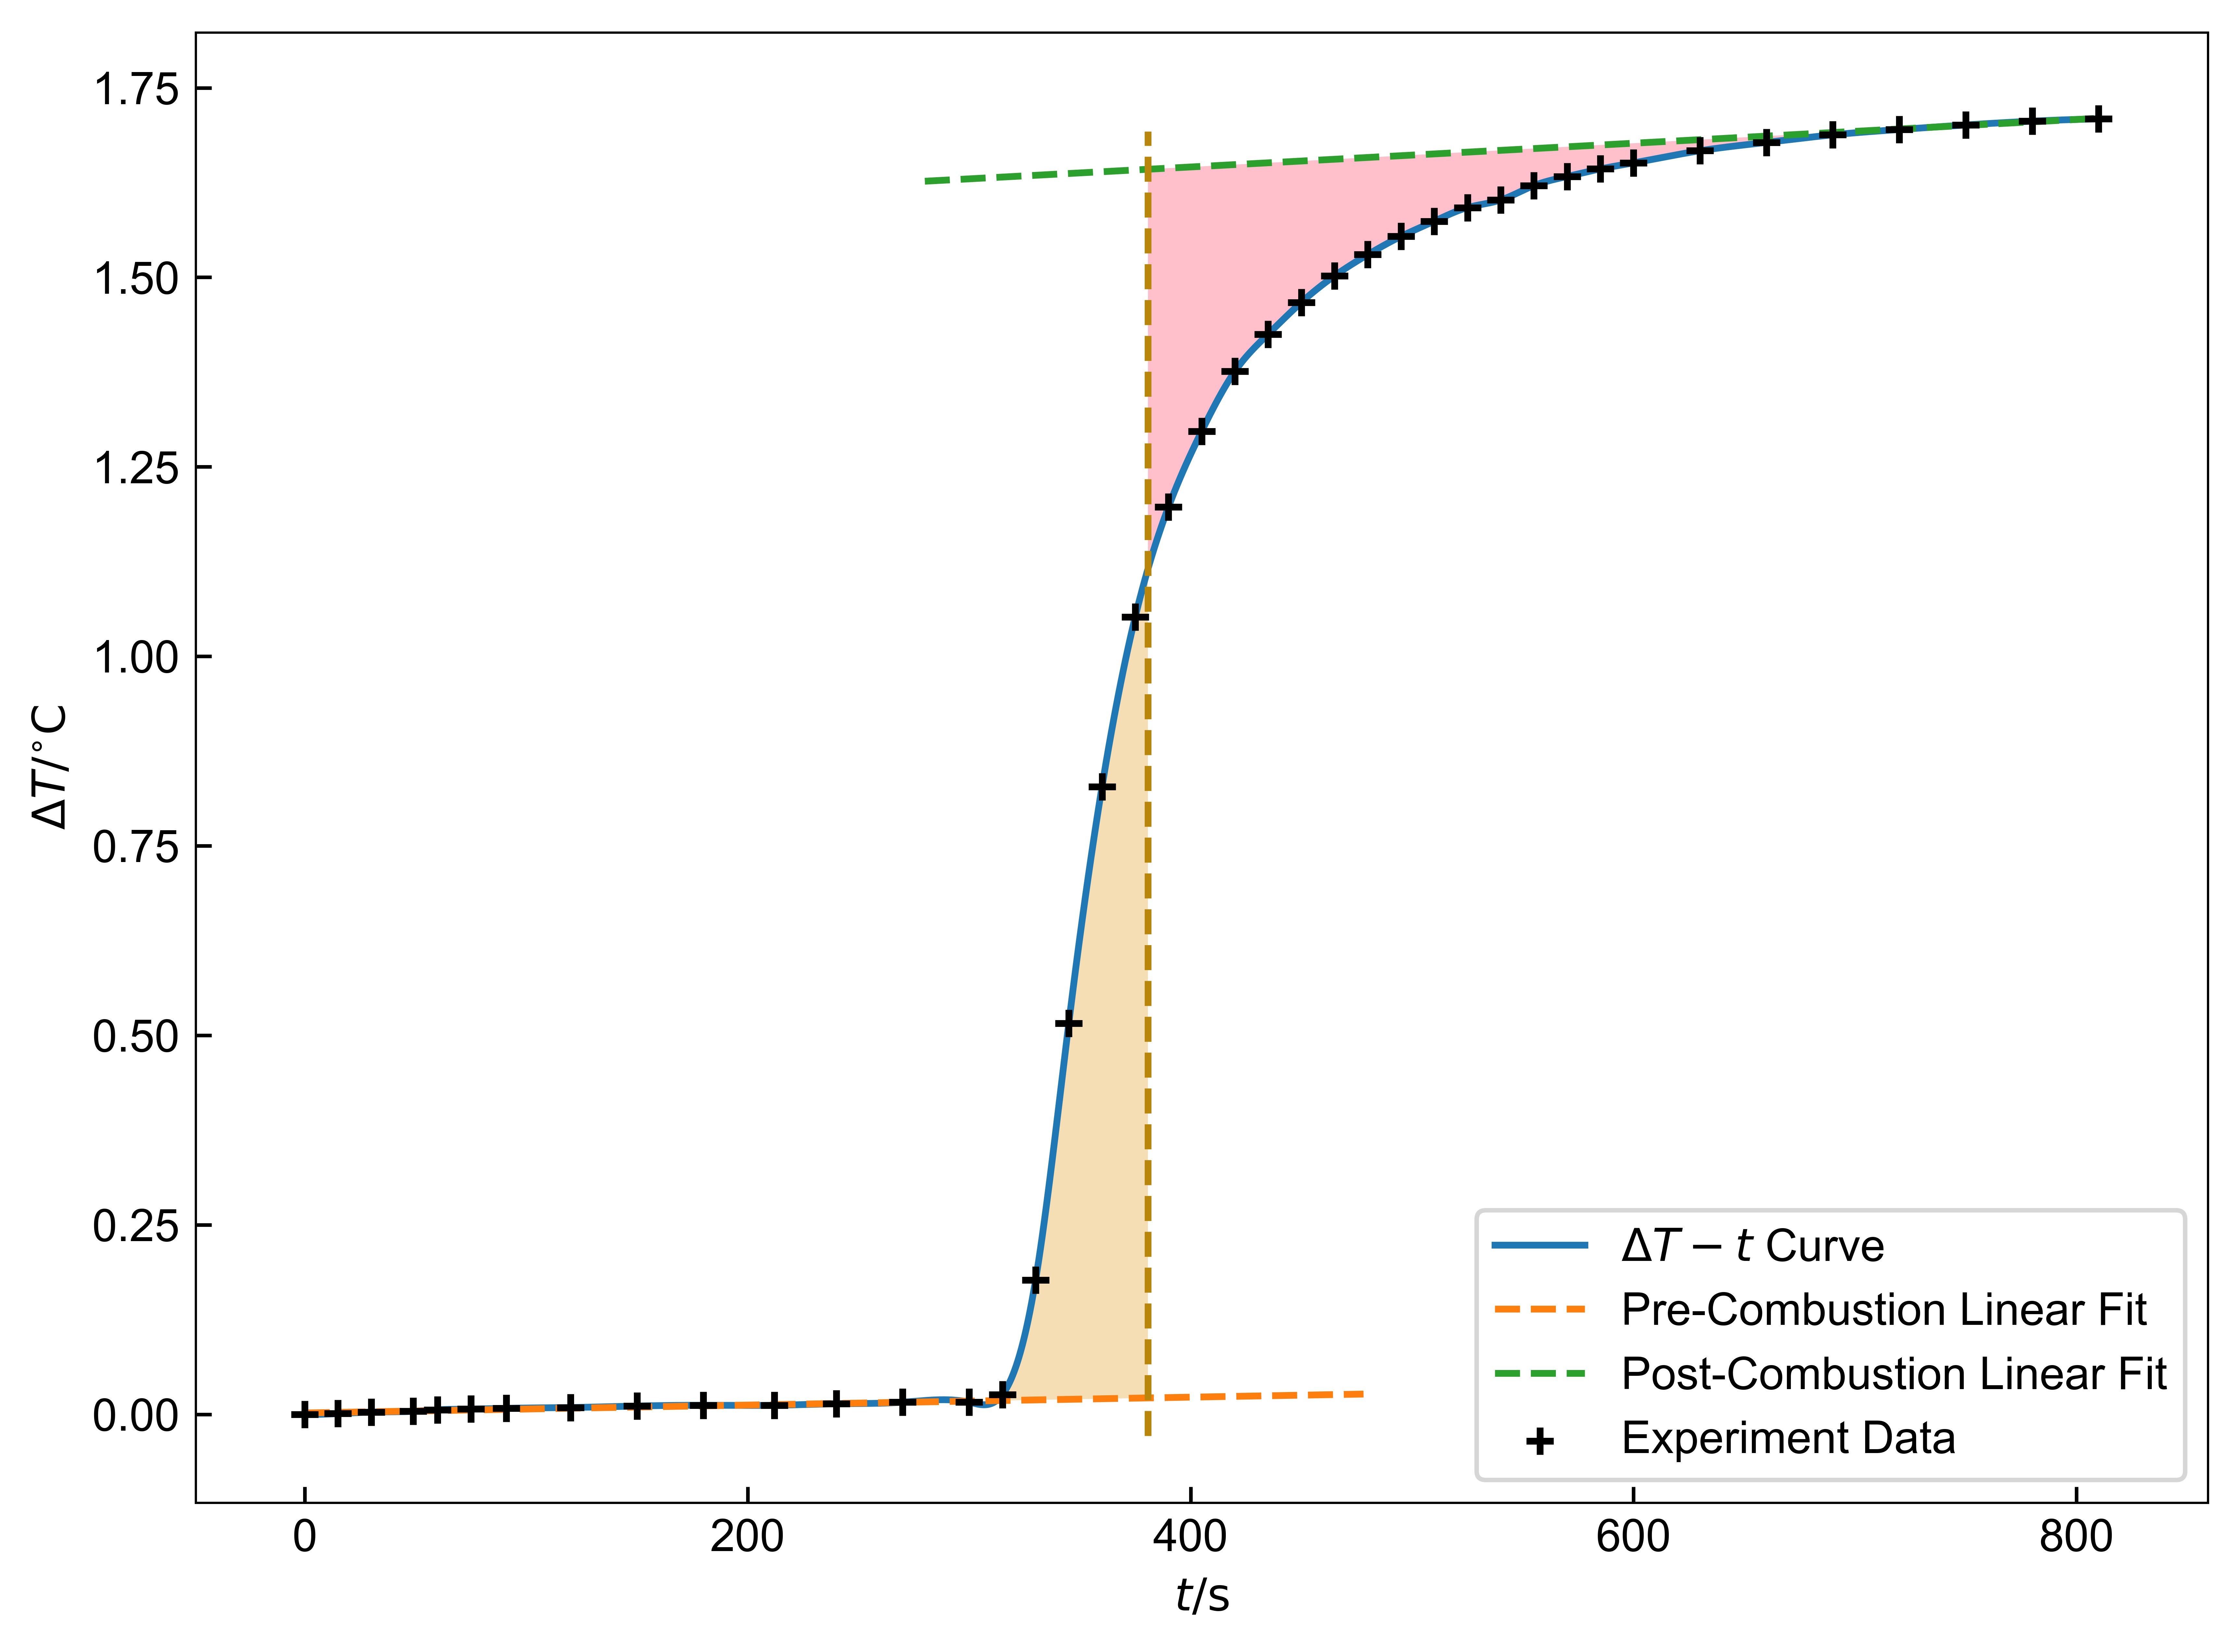 1.75
1.50
1.25
1.00
0.75
0.50
0.25
0.00
ΔT/°C
0 200 400 600 800
t/s
ΔT − t Curve
Pre-Combustion Linear Fit
Post-Combustion Linear Fit
Experiment Data